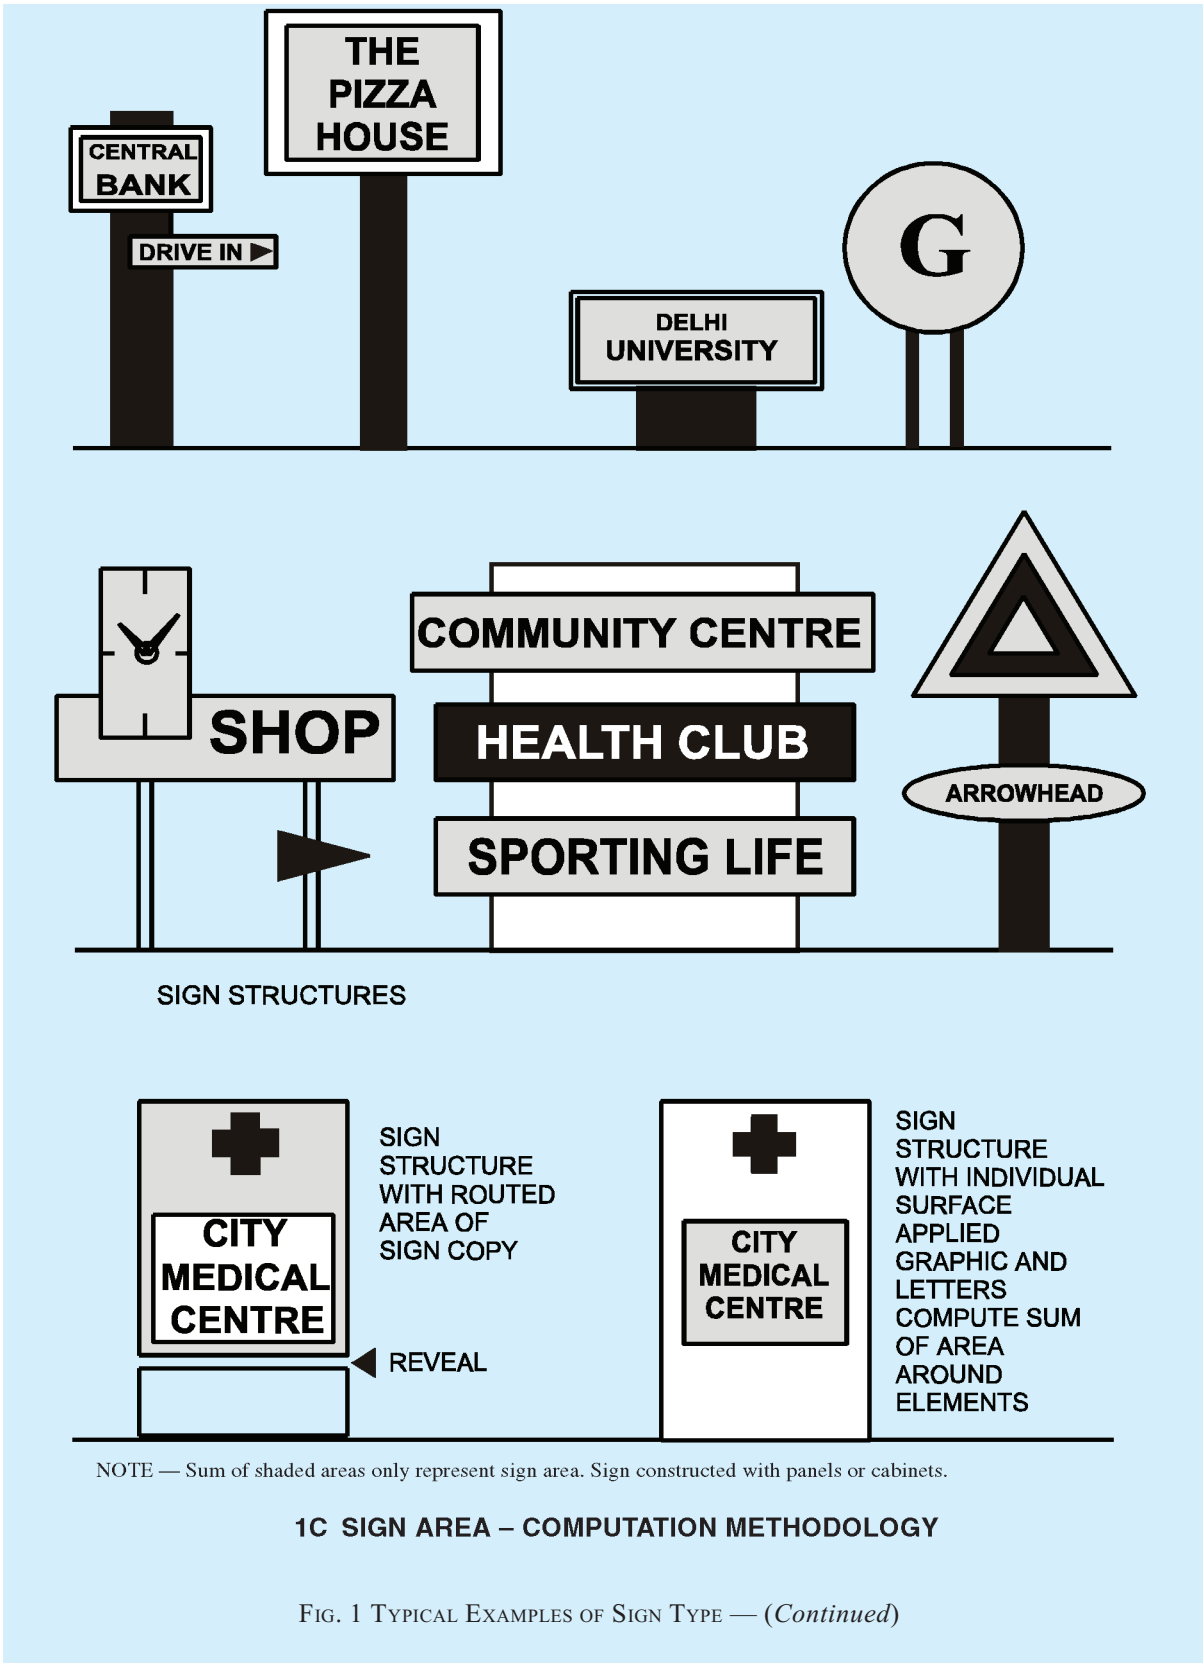 THE
PIZZA
HOUSE
CENTRAL
BANK
DRIVE IN
G
DELHI
UNIVERSITY
SHOP
COMMUNITY CENTRE
HEALTH CLUB
SPORTING LIFE
ARROWHEAD
SIGN STRUCTURES
CITY
MEDICAL
CENTRE
SIGN
STRUCTURE
WITH ROUTED
AREA OF
SIGN COPY
REVEAL
CITY
MEDICAL
CENTRE
SIGN
STRUCTURE
WITH INDIVIDUAL
SURFACE
APPLIED
GRAPHIC AND
LETTERS
COMPUTE SUM
OF AREA
AROUND
ELEMENTS
NOTE — Sum of shaded areas only represent sign area. Sign constructed with panels or cabinets.
1C SIGN AREA – COMPUTATION METHODOLOGY
FIG. 1 TYPICAL EXAMPLES OF SIGN TYPE — (Continued)